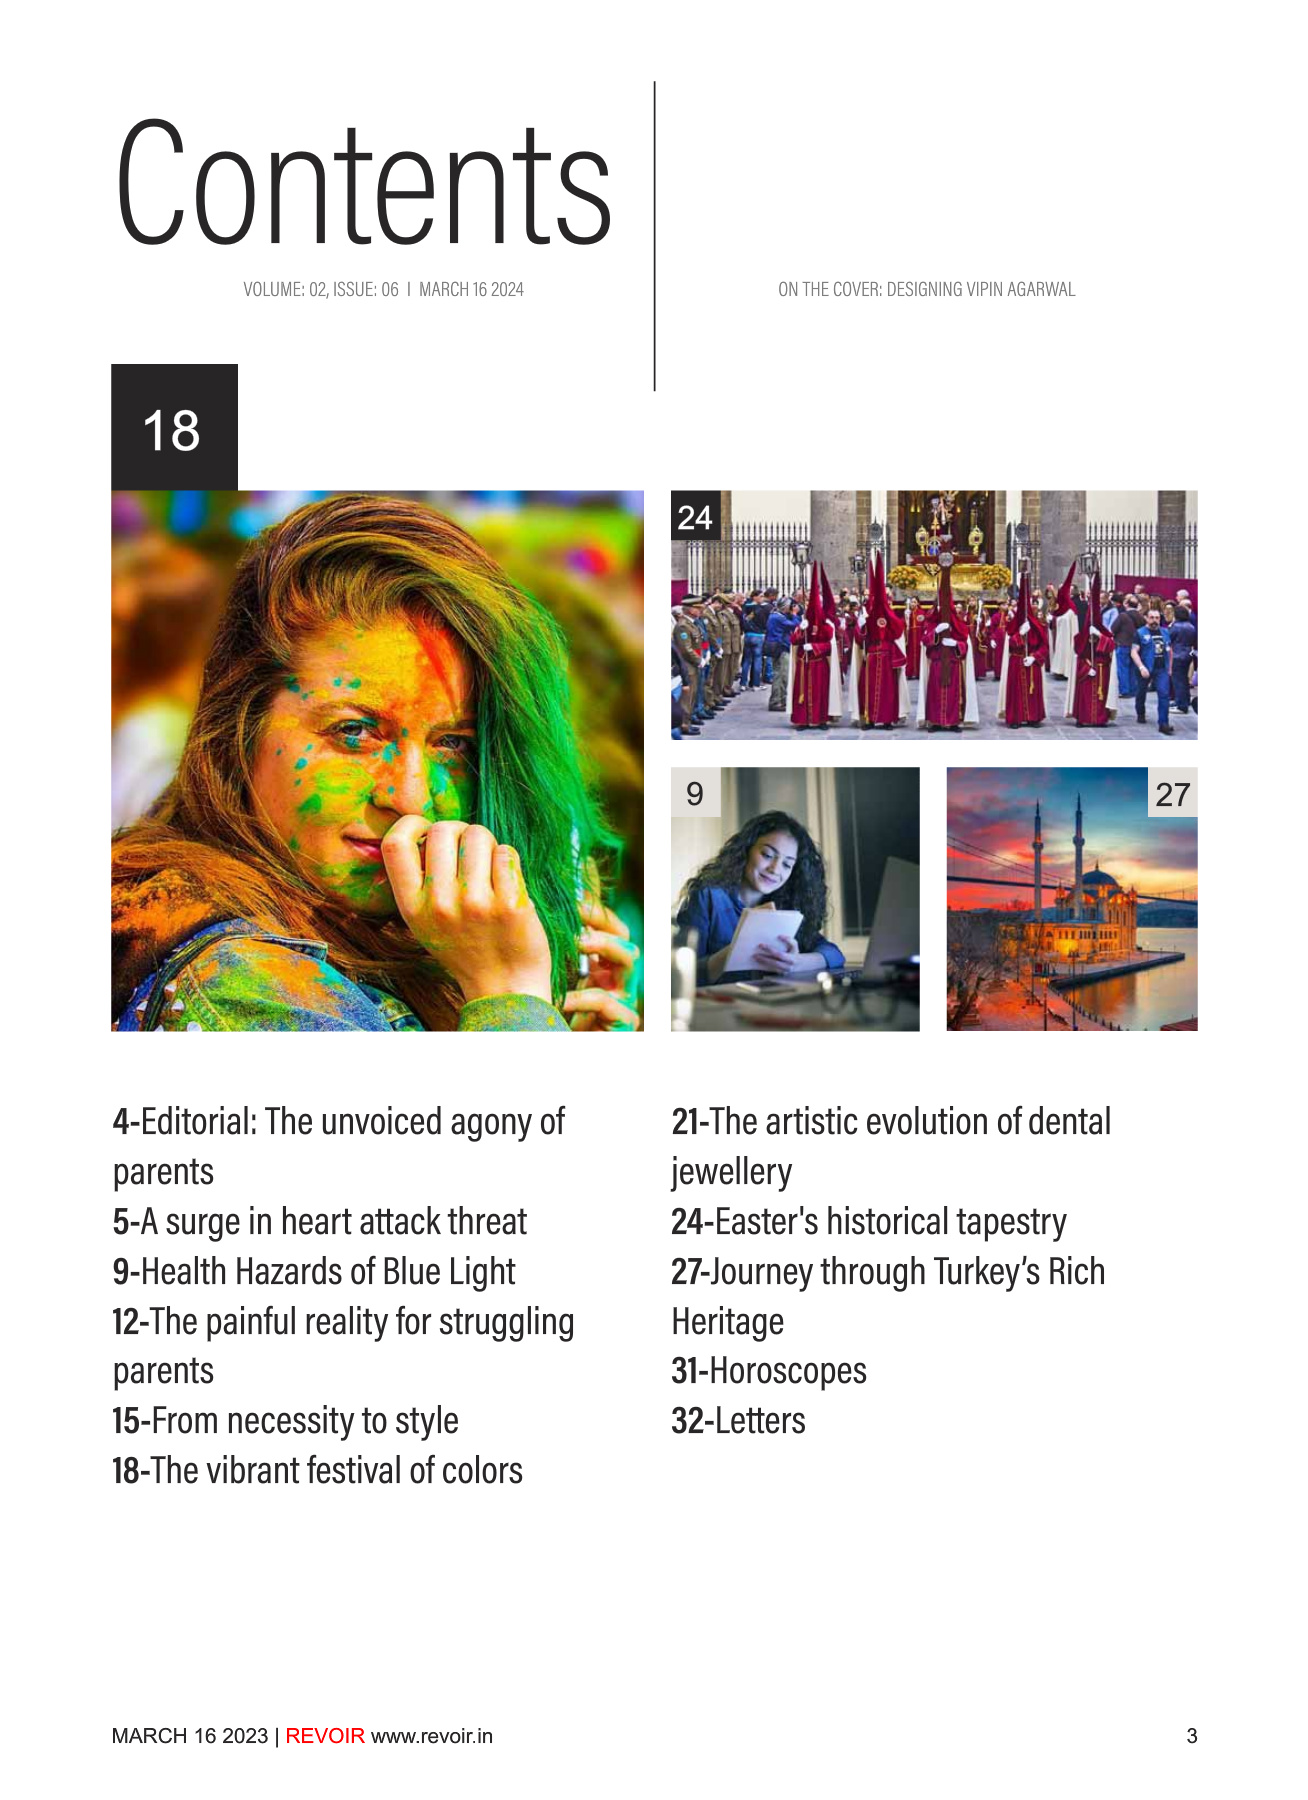 Contents
VOLUME: 02, ISSUE: 06 I MARCH 16 2024
ON THE COVER: DESIGNING VIPIN AGARWAL
18
24
9
27
4-Editorial: The unvoiced agony of
parents
5-A surge in heart attack threat
9-Health Hazards of Blue Light
12-The painful reality for struggling
parents
15-From necessity to style
18-The vibrant festival of colors
21-The artistic evolution of dental
jewellery
24-Easter's historical tapestry
27-Journey through Turkey’s Rich
Heritage
31-Horoscopes
32-Letters
MARCH 16 2023 | REVOIR www.revoir.in
3